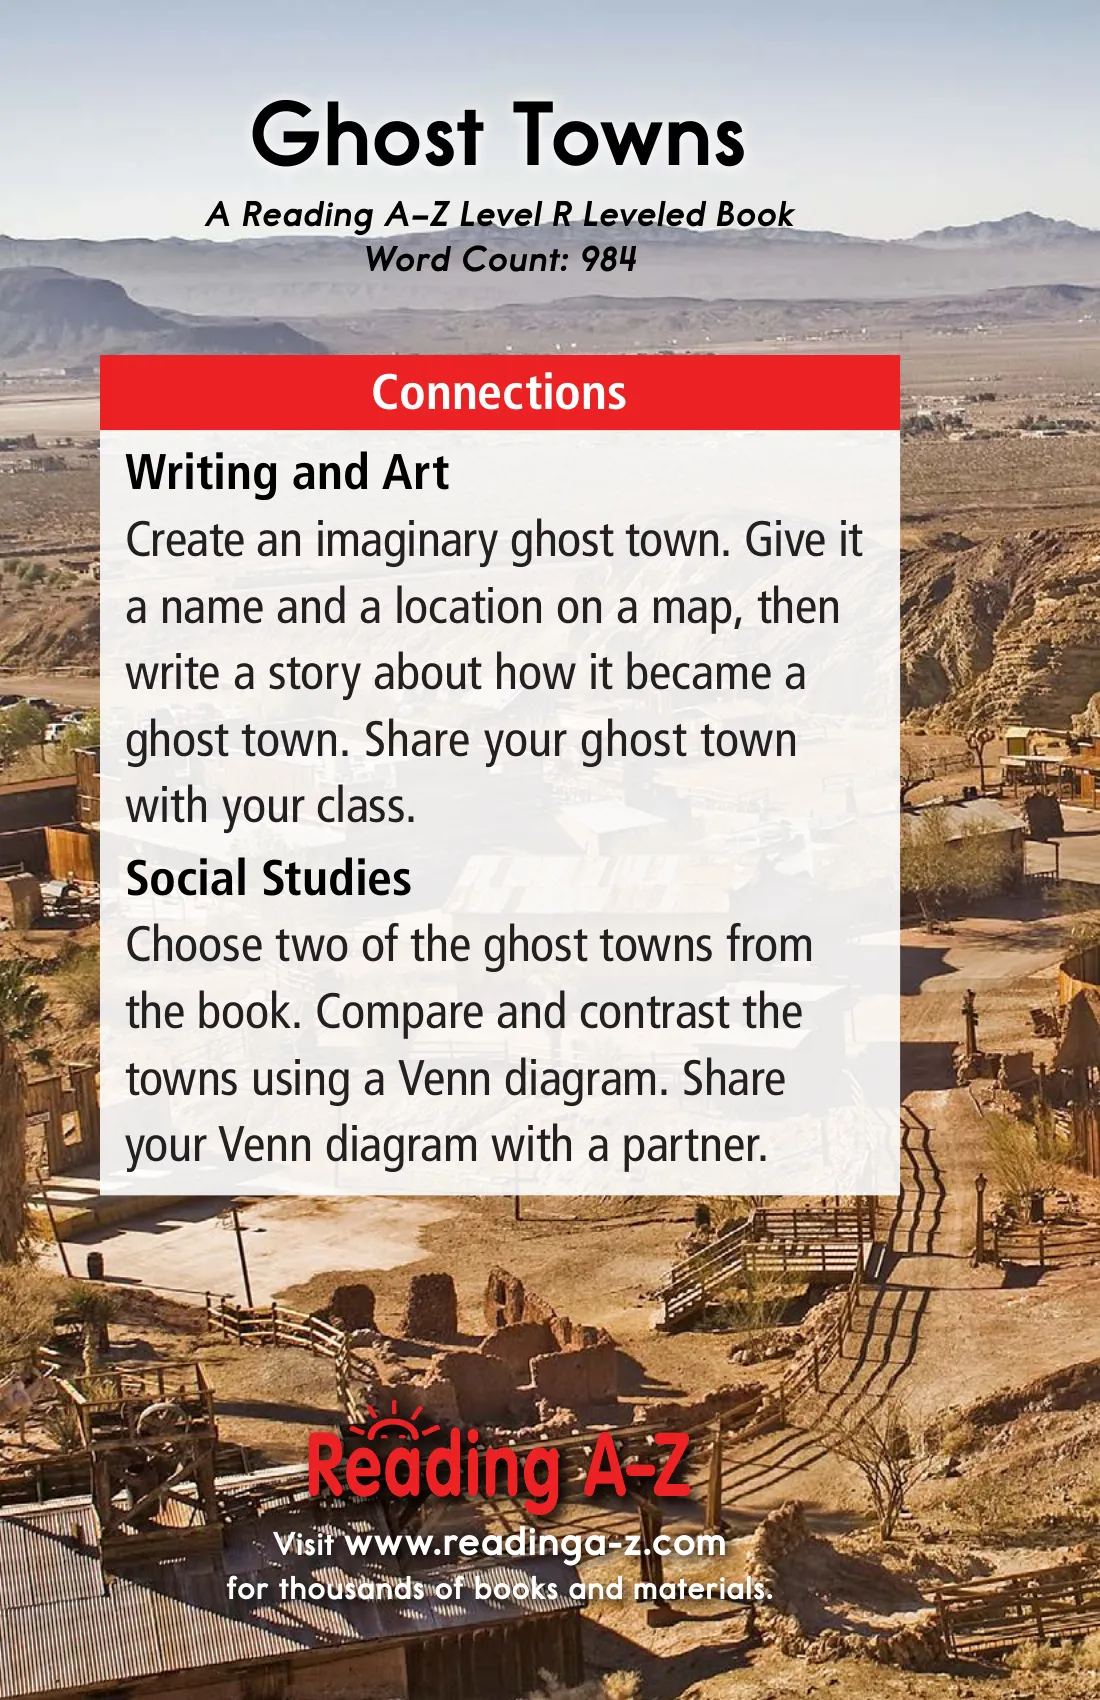 Ghost Towns
A Reading A–Z Level R Leveled Book
Word Count: 984
Connections
Writing and Art
Create an imaginary ghost town. Give it
a name and a location on a map, then
write a story about how it became a
ghost town. Share your ghost town
with your class.
Social Studies
Choose two of the ghost towns from
the book. Compare and contrast the
towns using a Venn diagram. Share
your Venn diagram with a partner.
Reading A–Z
Visit www.readinga-z.com
for thousands of books and materials.